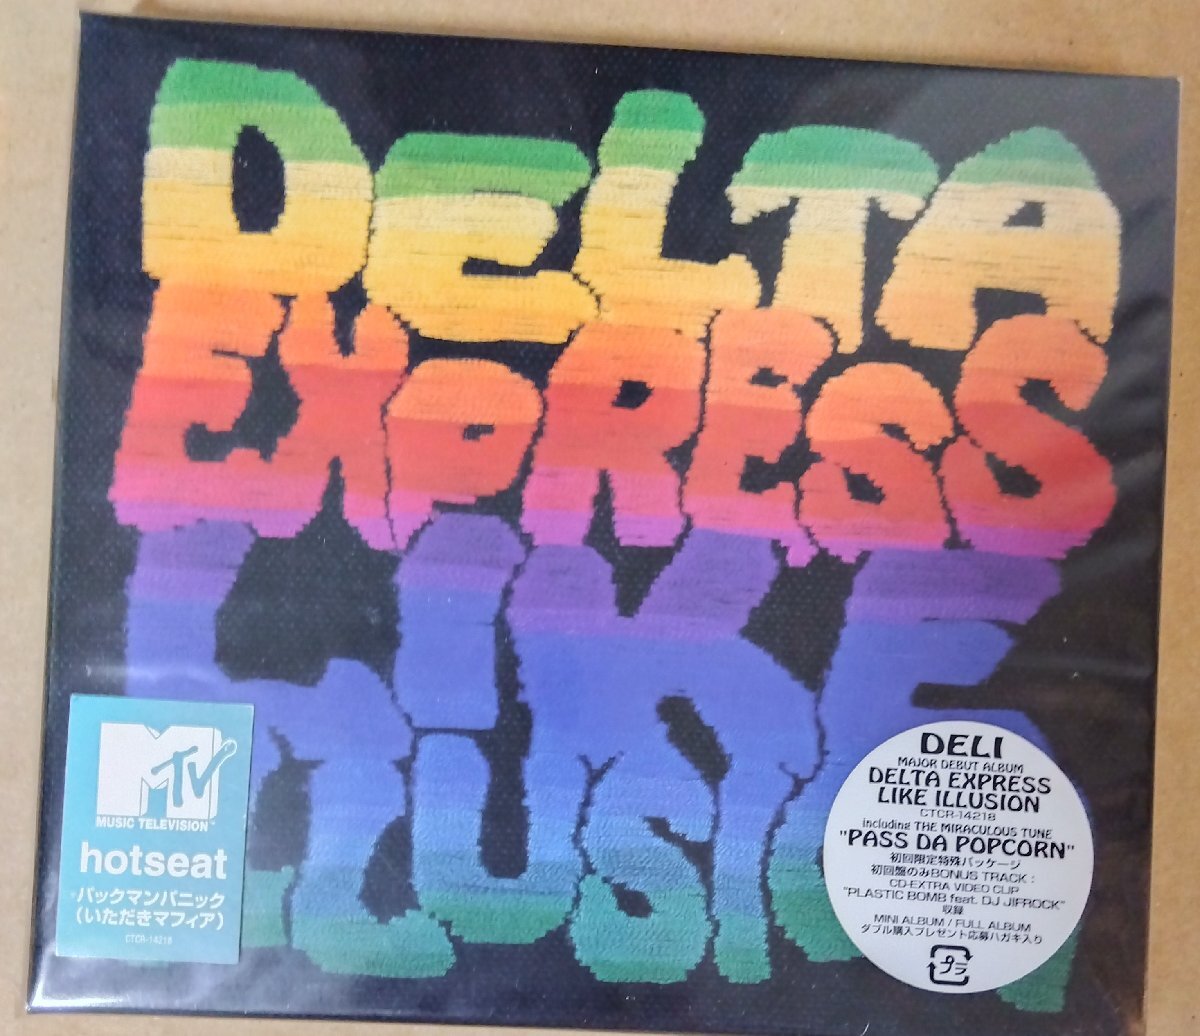 DELTA
EXPRESS
LIKE
ILLUSION
MTV
MUSIC TELEVISION™
hotseat
パックマンパニック
(いただきマフィア)
CTCR-14218
DELI
MAJOR DEBUT ALBUM
DELTA EXPRESS
LIKE ILLUSION
CTCR-14218
including THE MIRACULOUS TUNE
"PASS DA POPCORN"
初回限定特殊パッケージ
初回盤のみBONUS TRACK :
CD-EXTRA VIDEO CLIP
"PLASTIC BOMB feat. DJ JIFROCK"
収録
MINI ALBUM / FULL ALBUM
ダブル購入プレゼント応募ハガキ入り
プラ